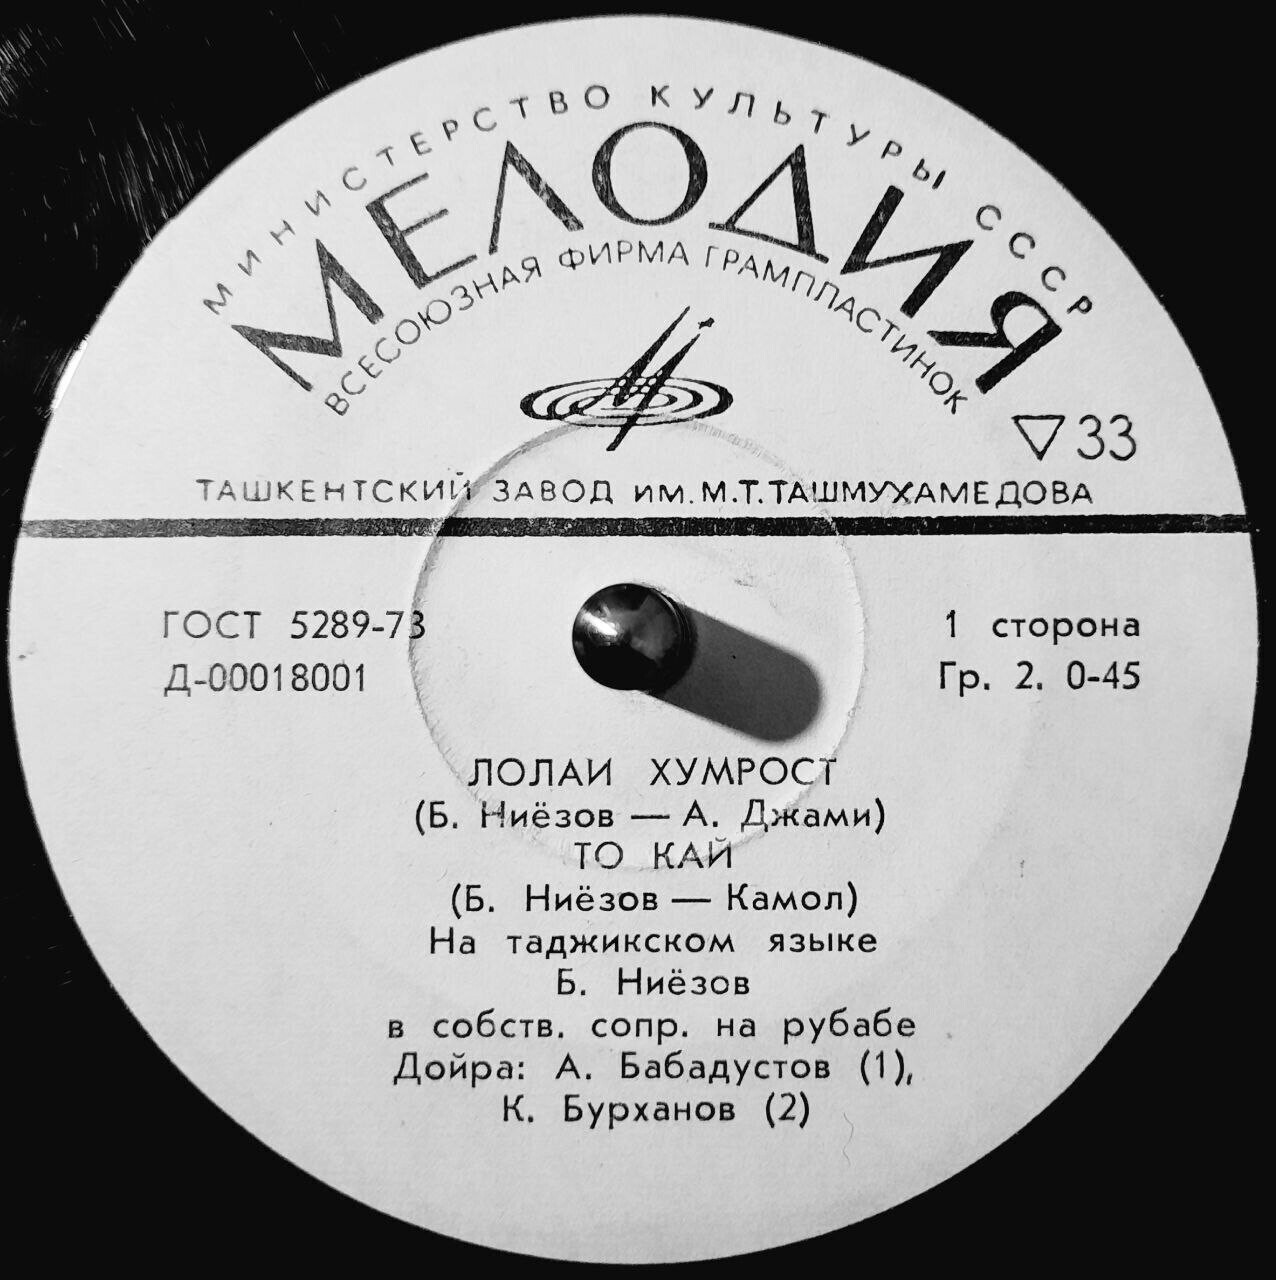 МИНИСТЕРСТВО КУЛЬТУРЫ СССР
МЕЛОДИЯ
ВСЕСОЮЗНАЯ ФИРМА ГРАМПЛАСТИНОК
33
ТАШКЕНТСКИЙ ЗАВОД ИМ. М.Т.ТАШМУХАМЕДОВА
ГОСТ 5289-73
Д-00018001
1 сторона
Гр. 2. 0-45
ЛОЛАИ ХУМРОСТ
(Б. Ниёзов — А. Джами)
ТО КАЙ
(Б. Ниёзов — Камол)
На таджикском языке
Б. Ниёзов
в собств. сопр. на рубабе
Дойра: А. Бабадустов (1),
К. Бурханов (2)